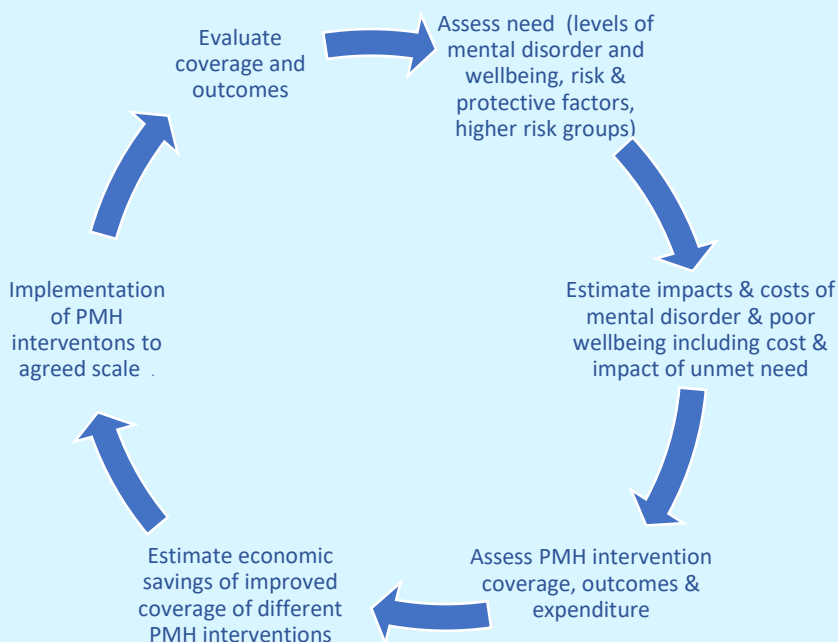 Evaluate
coverage and
outcomes
Assess need  (levels of
mental disorder and
wellbeing, risk &
protective factors,
higher risk groups)
Estimate impacts & costs of
mental disorder & poor
wellbeing including cost &
impact of unmet need
Assess PMH intervention
coverage, outcomes &
expenditure
Estimate economic
savings of improved
coverage of different
PMH interventions
Implementation
of PMH
interventons to
agreed scale  .